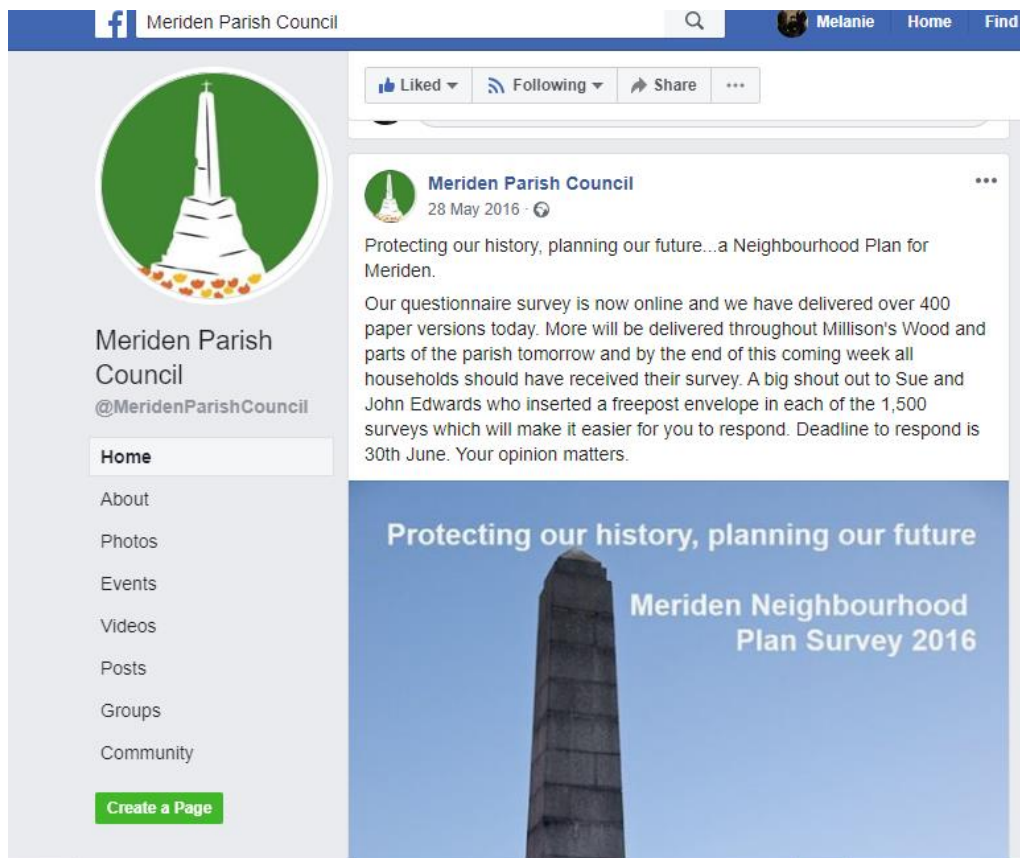 Meriden Parish Council
Melanie Home Find
Liked Following Share
Meriden Parish
Council
@MeridenParishCouncil
Home
About
Photos
Events
Videos
Posts
Groups
Community
Create a Page
Meriden Parish Council
28 May 2016
Protecting our history, planning our future...a Neighbourhood Plan for
Meriden.
Our questionnaire survey is now online and we have delivered over 400
paper versions today. More will be delivered throughout Millison's Wood and
parts of the parish tomorrow and by the end of this coming week all
households should have received their survey. A big shout out to Sue and
John Edwards who inserted a freepost envelope in each of the 1,500
surveys which will make it easier for you to respond. Deadline to respond is
30th June. Your opinion matters.
Protecting our history, planning our future
Meriden Neighbourhood
Plan Survey 2016